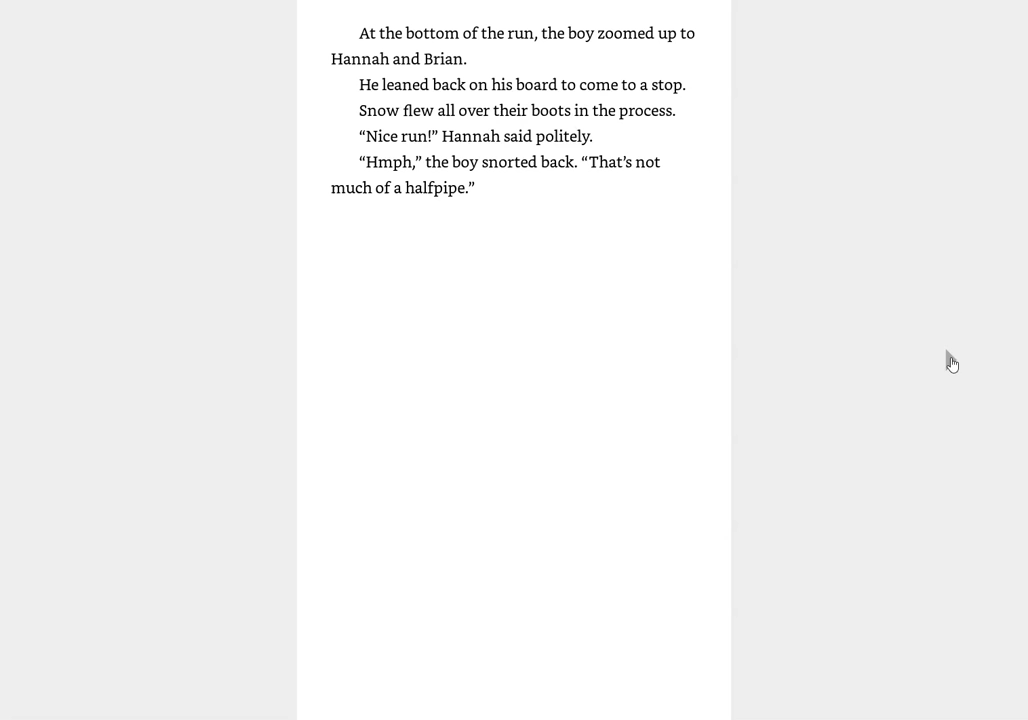 At the bottom of the run, the boy zoomed up to
Hannah and Brian.
He leaned back on his board to come to a stop.
Snow flew all over their boots in the process.
“Nice run!” Hannah said politely.
“Hmph,” the boy snorted back. “That’s not
much of a halfpipe.”